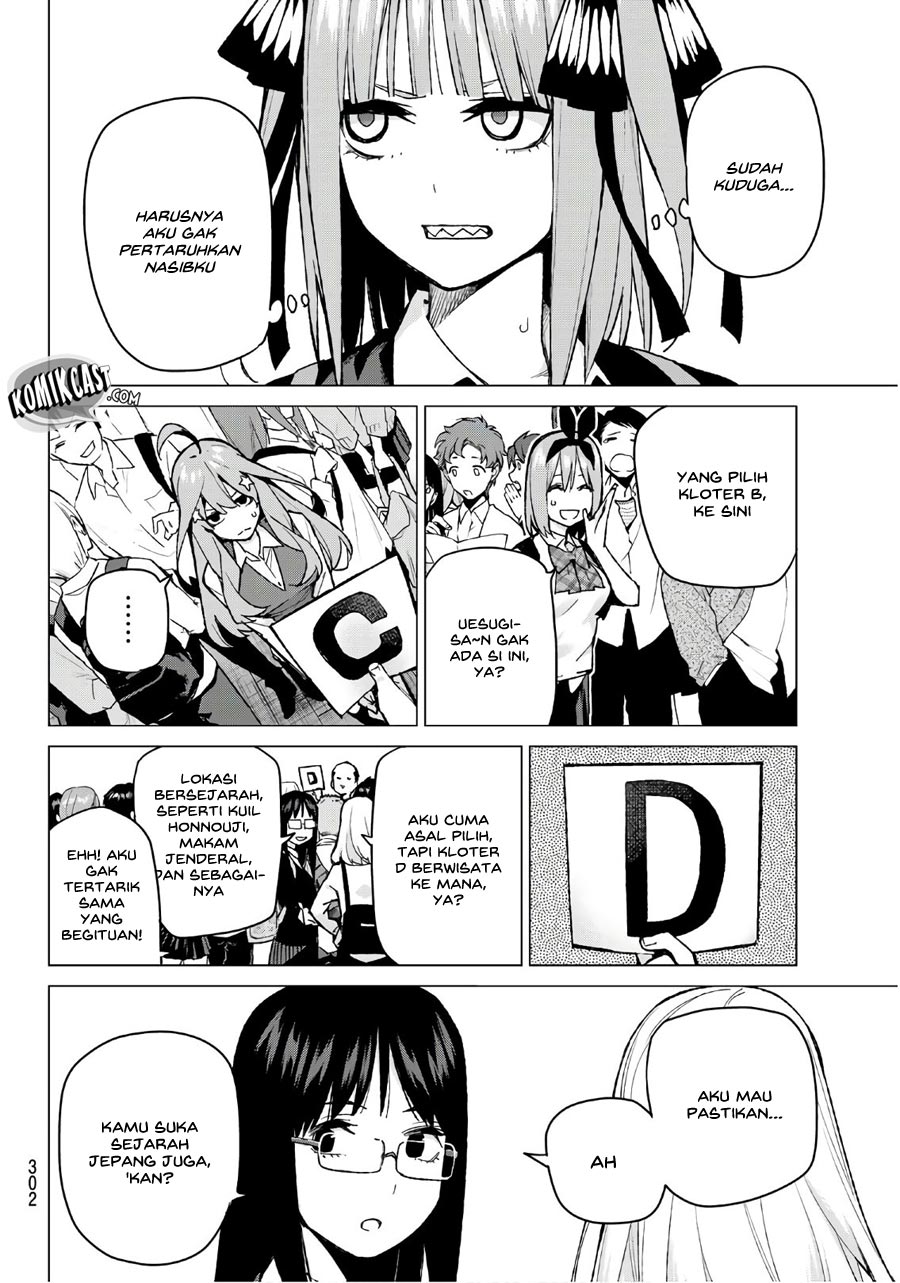 SUDAH
KUDUGA...
HARUSNYA
AKU GAK
PERTARUHKAN
NASIBKU
KOMIKCAST
.COM
YANG PILIH
KLOTER B,
KE SINI
UESUGI-
SA~N GAK
ADA SI INI,
YA?
......
C
D
AKU CUMA
ASAL PILIH,
TAPI KLOTER
D BERWISATA
KE MANA,
YA?
D
LOKASI
BERSEJARAH,
SEPERTI KUIL
HONNOUJI,
MAKAM
JENDERAL,
DAN SEBAGAI-
NYA
EHH! AKU
GAK
TERTARIK
SAMA
YANG
BEGITUAN!
AKU MAU
PASTIKAN...
AH
KAMU SUKA
SEJARAH
JEPANG JUGA,
'KAN?
302